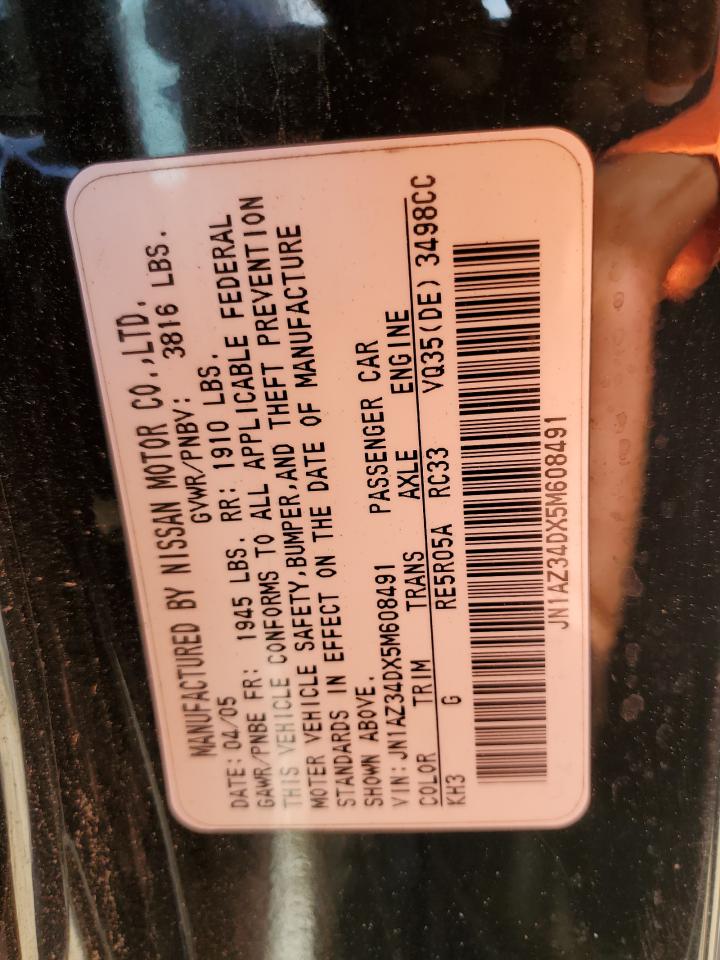 MANUFACTURED BY NISSAN MOTOR CO.,LTD.
DATE: 04/05 GVWR/PNBV: 3816 LBS.
GAWR/PNBE FR: 1945 LBS. RR: 1910 LBS.
THIS VEHICLE CONFORMS TO ALL APPLICABLE FEDERAL
MOTER VEHICLE SAFETY,BUMPER,AND THEFT PREVENTION
STANDARDS IN EFFECT ON THE DATE OF MANUFACTURE
SHOWN ABOVE.
VIN: JN1AZ34DX5M608491 PASSENGER CAR
COLOR TRIM TRANS AXLE ENGINE
KH3 G RE5R05A RC33 VQ35(DE) 3498CC
JN1AZ34DX5M608491